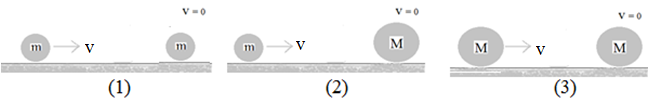 v = 0
m v m
(1)
v = 0
m v M
(2)
v = 0
M v M
(3)